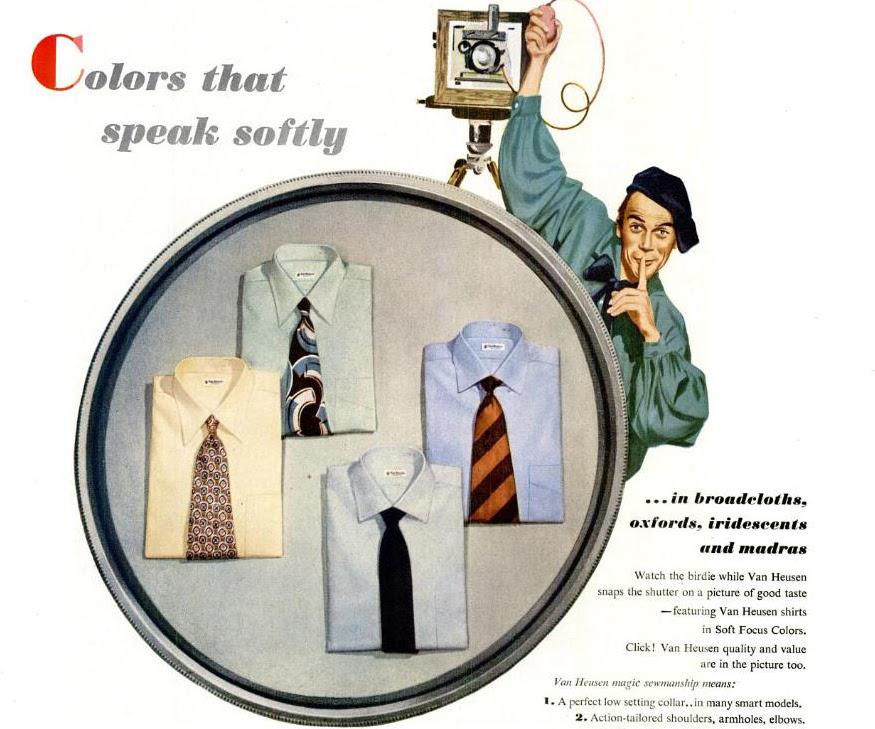 Colors that
speak softly
...in broadcloths,
oxfords, iridescents
and madras
Watch the birdie while Van Heusen
snaps the shutter on a picture of good taste
—featuring Van Heusen shirts
in Soft Focus Colors.
Click! Van Heusen quality and value
are in the picture too.
Van Heusen magic sewmanship means:
1. A perfect low setting collar..in many smart models.
2. Action-tailored shoulders, armholes, elbows.